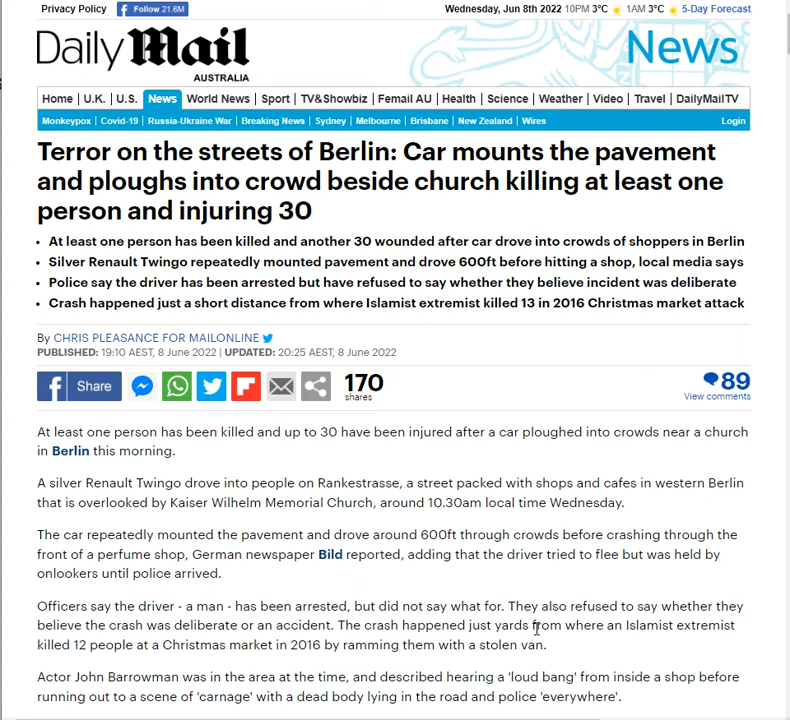 Privacy Policy Follow 21.6M Wednesday, Jun 8th 2022 10PM 3°C 1AM 3°C 5-Day Forecast
Daily Mail AUSTRALIA News
Home | U.K. | U.S. News World News | Sport | TV&Showbiz | Femail AU | Health | Science | Weather | Video | Travel | DailyMailTV
Monkeypox | Covid-19 | Russia-Ukraine War | Breaking News | Sydney | Melbourne | Brisbane | New Zealand | Wires Login
Terror on the streets of Berlin: Car mounts the pavement
and ploughs into crowd beside church killing at least one
person and injuring 30
• At least one person has been killed and another 30 wounded after car drove into crowds of shoppers in Berlin
• Silver Renault Twingo repeatedly mounted pavement and drove 600ft before hitting a shop, local media says
• Police say the driver has been arrested but have refused to say whether they believe incident was deliberate
• Crash happened just a short distance from where Islamist extremist killed 13 in 2016 Christmas market attack
By CHRIS PLEASANCE FOR MAILONLINE
PUBLISHED: 19:10 AEST, 8 June 2022 | UPDATED: 20:25 AEST, 8 June 2022
Share 170 shares 89 View comments
At least one person has been killed and up to 30 have been injured after a car ploughed into crowds near a church
in Berlin this morning.
A silver Renault Twingo drove into people on Rankestrasse, a street packed with shops and cafes in western Berlin
that is overlooked by Kaiser Wilhelm Memorial Church, around 10.30am local time Wednesday.
The car repeatedly mounted the pavement and drove around 600ft through crowds before crashing through the
front of a perfume shop, German newspaper Bild reported, adding that the driver tried to flee but was held by
onlookers until police arrived.
Officers say the driver - a man - has been arrested, but did not say what for. They also refused to say whether they
believe the crash was deliberate or an accident. The crash happened just yards from where an Islamist extremist
killed 12 people at a Christmas market in 2016 by ramming them with a stolen van.
Actor John Barrowman was in the area at the time, and described hearing a 'loud bang' from inside a shop before
running out to a scene of 'carnage' with a dead body lying in the road and police 'everywhere'.